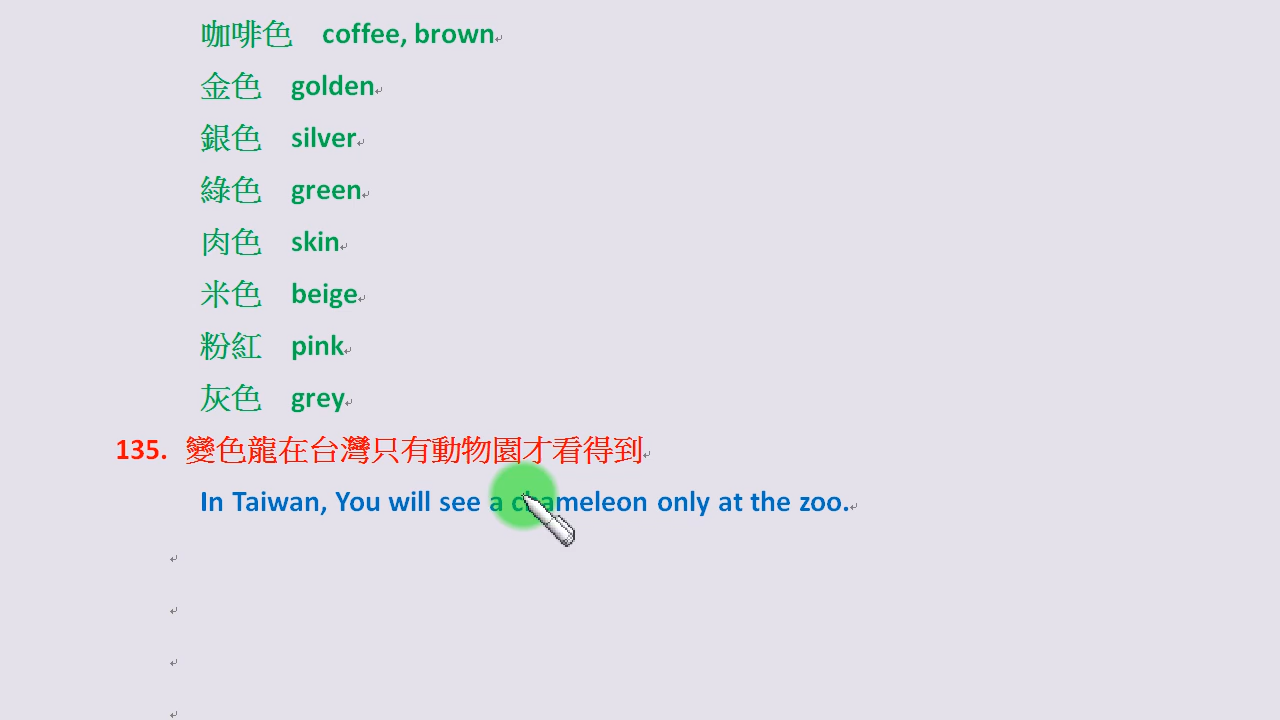 咖啡色 coffee, brown
金色 golden
銀色 silver
綠色 green
肉色 skin
米色 beige
粉紅 pink
灰色 grey
135. 變色龍在台灣只有動物園才看得到
In Taiwan, You will see a chameleon only at the zoo.